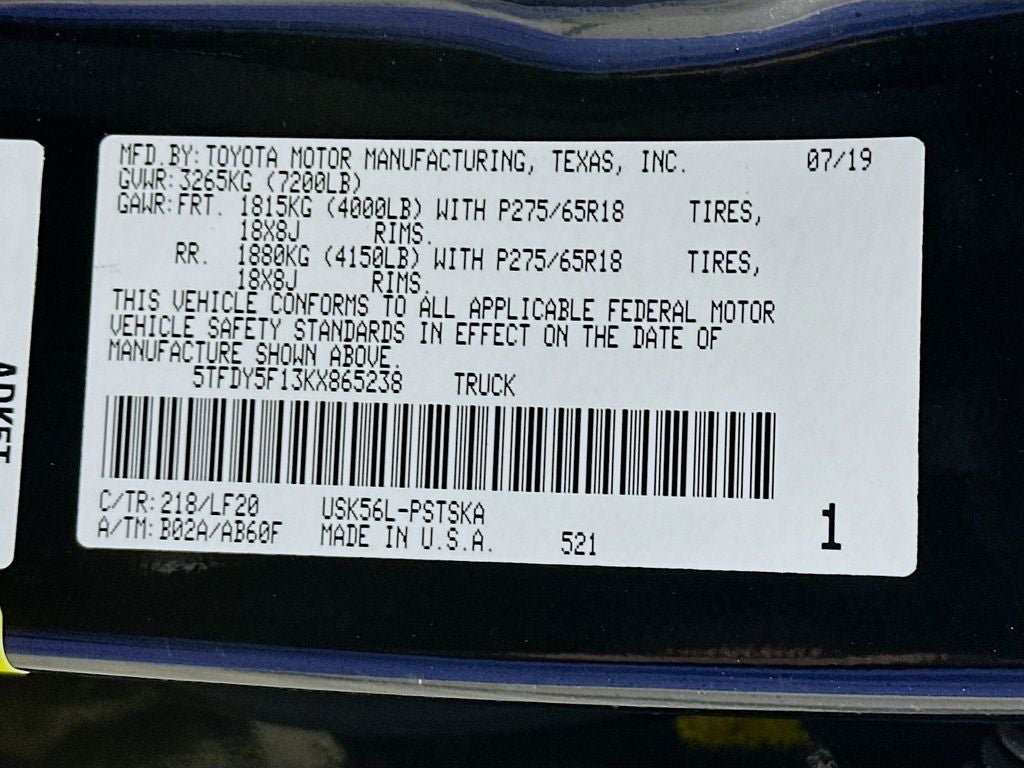 MFD.BY: TOYOTA MOTOR MANUFACTURING, TEXAS, INC. 07/19
GVWR: 3265KG (7200LB)
GAWR: FRT. 1815KG (4000LB) WITH P275/65R18 TIRES,
18X8J RIMS.
RR. 1880KG (4150LB) WITH P275/65R18 TIRES,
18X8J RIMS.
THIS VEHICLE CONFORMS TO ALL APPLICABLE FEDERAL MOTOR
VEHICLE SAFETY STANDARDS IN EFFECT ON THE DATE OF
MANUFACTURE SHOWN ABOVE.
5TFDY5F13KX865238 TRUCK
C/TR: 218/LF20 USK56L-PSTSKA
A/TM: B02A/AB60F MADE IN U.S.A. 521
1